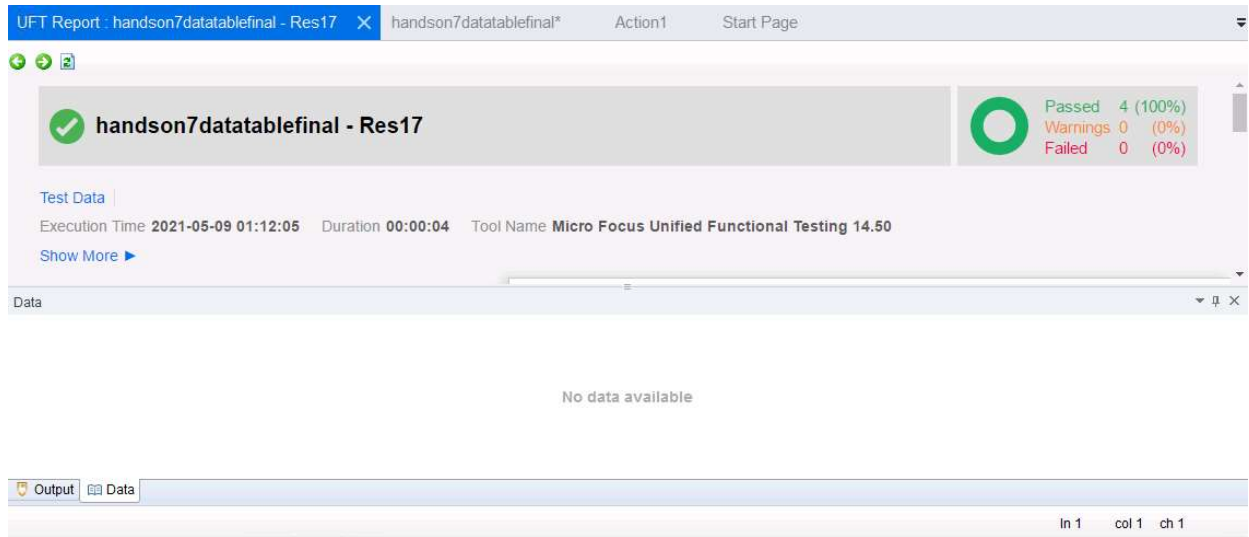 UFT Report : handson7datatablefinal - Res17 handson7datatablefinal* Action1 Start Page
handson7datatablefinal - Res17
Passed 4 (100%)
Warnings 0 (0%)
Failed 0 (0%)
Test Data
Execution Time 2021-05-09 01:12:05 Duration 00:00:04 Tool Name Micro Focus Unified Functional Testing 14.50
Show More
Data
No data available
Output Data
ln 1 col 1 ch 1